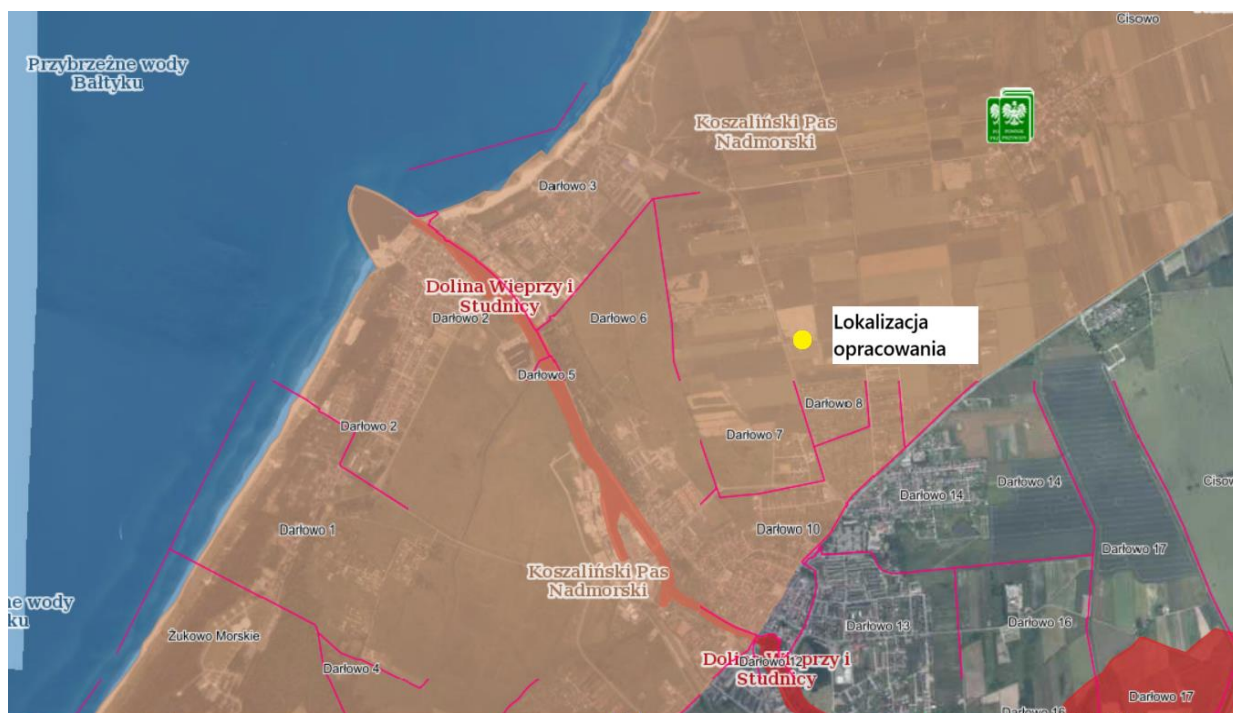 Cisowo
Przybrzeżne wody
Bałtyku
Koszaliński Pas
Nadmorski
Darłowo 3
Dolina Wieprzy i
Studnicy
Darłowo 2
Darłowo 6
Lokalizacja
opracowania
Darłowo 5
Darłowo 8
Darłowo 2
Darłowo 7
Darłowo 14
Darłowo 14
Cisowo
Darłowo 1
Darłowo 10
Darłowo 17
Koszaliński Pas
Nadmorski
ne wody
ku
Żukowo Morskie
Darłowo 13
Darłowo 16
Darłowo 4
Dolina Wieprzy i
Darłowo 12
Studnicy
Darłowo 17
Darłowo 16